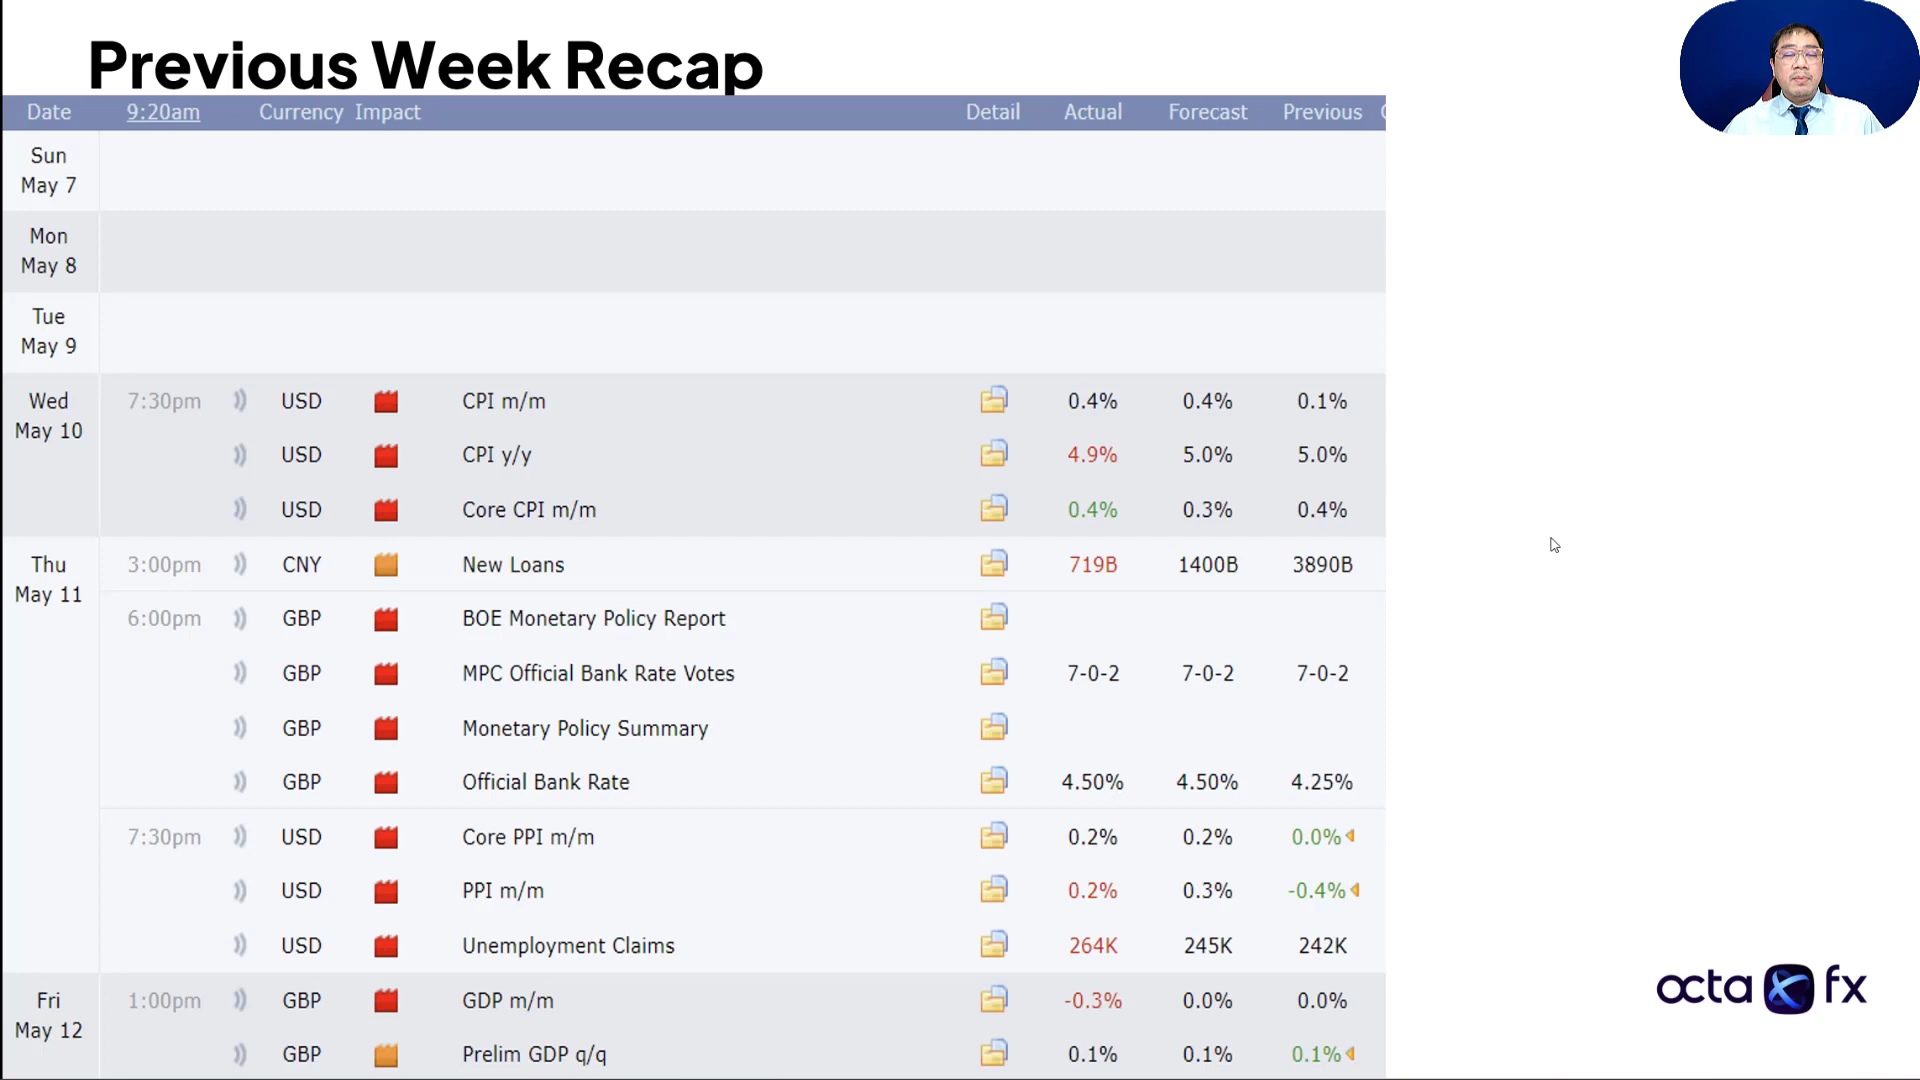 Previous Week Recap
Date 9:20am Currency Impact Detail Actual Forecast Previous
Sun
May 7
Mon
May 8
Tue
May 9
Wed
May 10
7:30pm USD CPI m/m 0.4% 0.4% 0.1%
USD CPI y/y 4.9% 5.0% 5.0%
USD Core CPI m/m 0.4% 0.3% 0.4%
Thu
May 11
3:00pm CNY New Loans 719B 1400B 3890B
6:00pm GBP BOE Monetary Policy Report
GBP MPC Official Bank Rate Votes 7-0-2 7-0-2 7-0-2
GBP Monetary Policy Summary
GBP Official Bank Rate 4.50% 4.50% 4.25%
7:30pm USD Core PPI m/m 0.2% 0.2% 0.0%
USD PPI m/m 0.2% 0.3% -0.4%
USD Unemployment Claims 264K 245K 242K
Fri
May 12
1:00pm GBP GDP m/m -0.3% 0.0% 0.0%
GBP Prelim GDP q/q 0.1% 0.1% 0.1%
octa fx